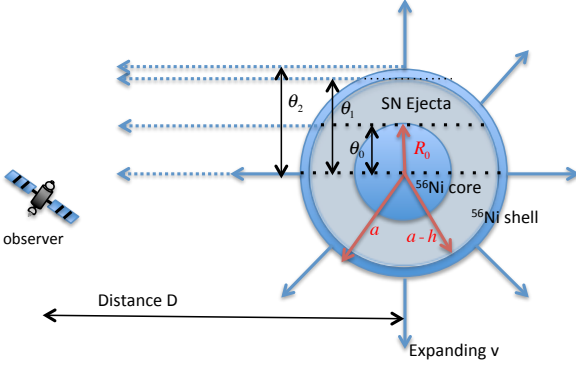 SN Ejecta
θ₂
θ₁
θ₀
R₀
⁵⁶Ni core
⁵⁶Ni shell
a
a - h
observer
Distance D
Expanding v